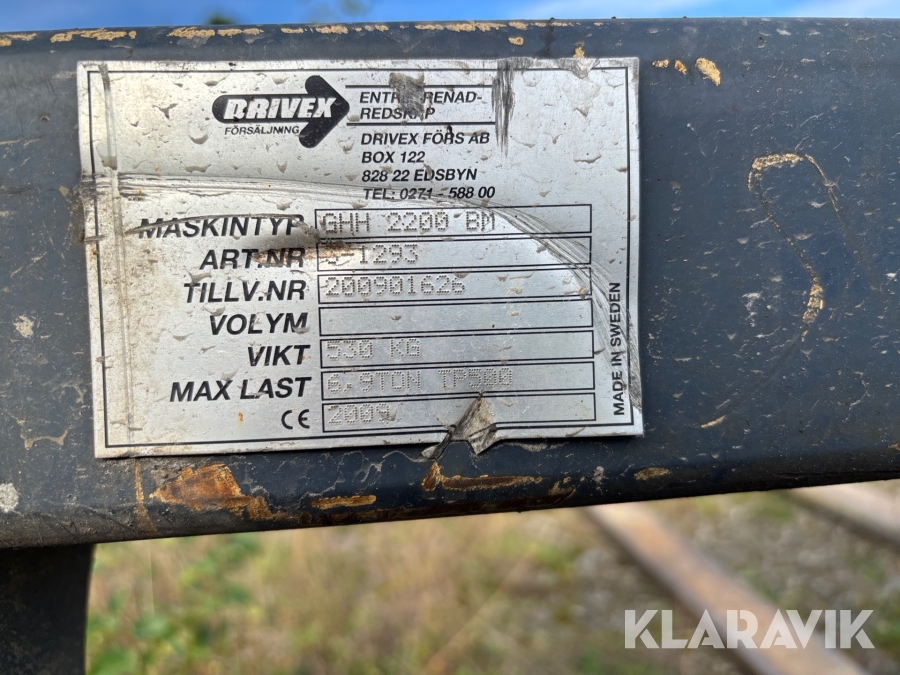 DRIVEX
FÖRSÄLJNING
ENTREPRENAD-
REDSKAP
DRIVEX FÖRS AB
BOX 122
828 22 EDSBYN
TEL: 0271 - 588 00
MASKINTYP GHH 2200 BM
ART.NR S-1293
TILLV.NR 200901626
VOLYM
VIKT 530 KG
MAX LAST 6.9TON TP500
CE 2009
MADE IN SWEDEN
KLARAVIK